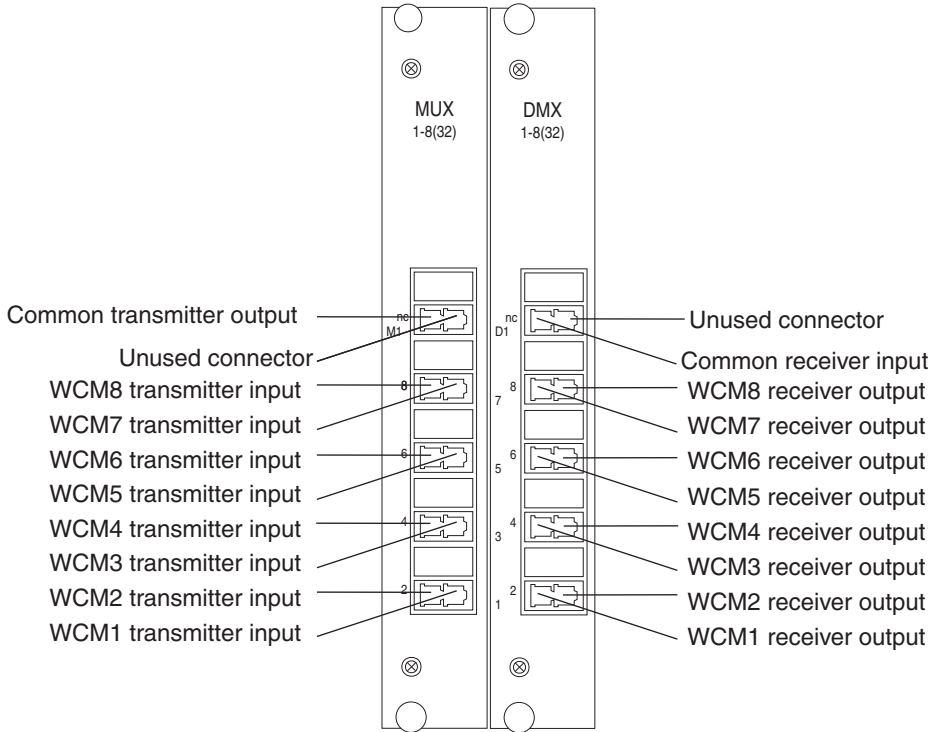 MUX
1-8(32)
DMX
1-8(32)
Common transmitter output
nc
M1
Unused connector
WCM8 transmitter input
8
WCM7 transmitter input
WCM6 transmitter input
6
WCM5 transmitter input
WCM4 transmitter input
4
WCM3 transmitter input
WCM2 transmitter input
2
WCM1 transmitter input
nc
D1
Unused connector
Common receiver input
8
WCM8 receiver output
7
WCM7 receiver output
6
WCM6 receiver output
5
WCM5 receiver output
4
WCM4 receiver output
3
WCM3 receiver output
2
WCM2 receiver output
1
WCM1 receiver output